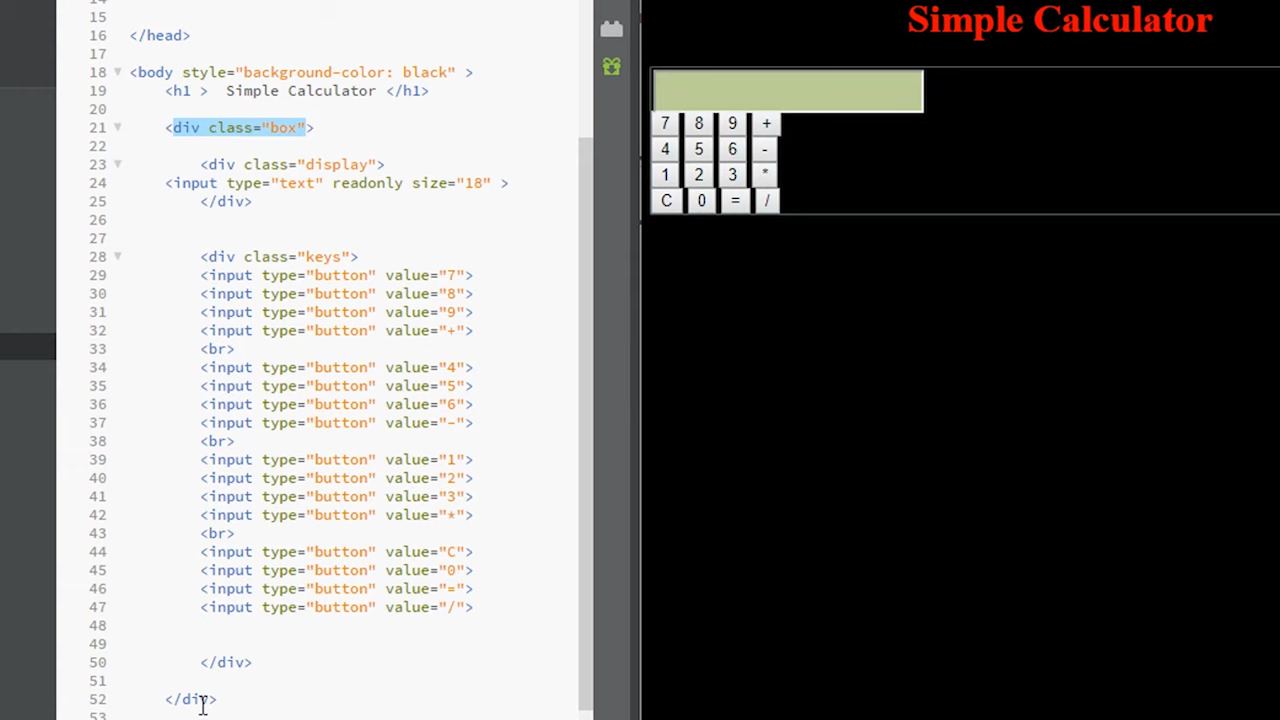 14
15
16 </head>
17
18 <body style="background-color: black" >
19 <h1 > Simple Calculator </h1>
20
21 <div class="box">
22
23 <div class="display">
24 <input type="text" readonly size="18" >
25 </div>
26
27
28 <div class="keys">
29 <input type="button" value="7">
30 <input type="button" value="8">
31 <input type="button" value="9">
32 <input type="button" value="+">
33 <br>
34 <input type="button" value="4">
35 <input type="button" value="5">
36 <input type="button" value="6">
37 <input type="button" value="-">
38 <br>
39 <input type="button" value="1">
40 <input type="button" value="2">
41 <input type="button" value="3">
42 <input type="button" value="*">
43 <br>
44 <input type="button" value="C">
45 <input type="button" value="0">
46 <input type="button" value="=">
47 <input type="button" value="/">
48
49
50 </div>
51
52 </div>
53
Simple Calculator
7 8 9 +
4 5 6 -
1 2 3 *
C 0 = /